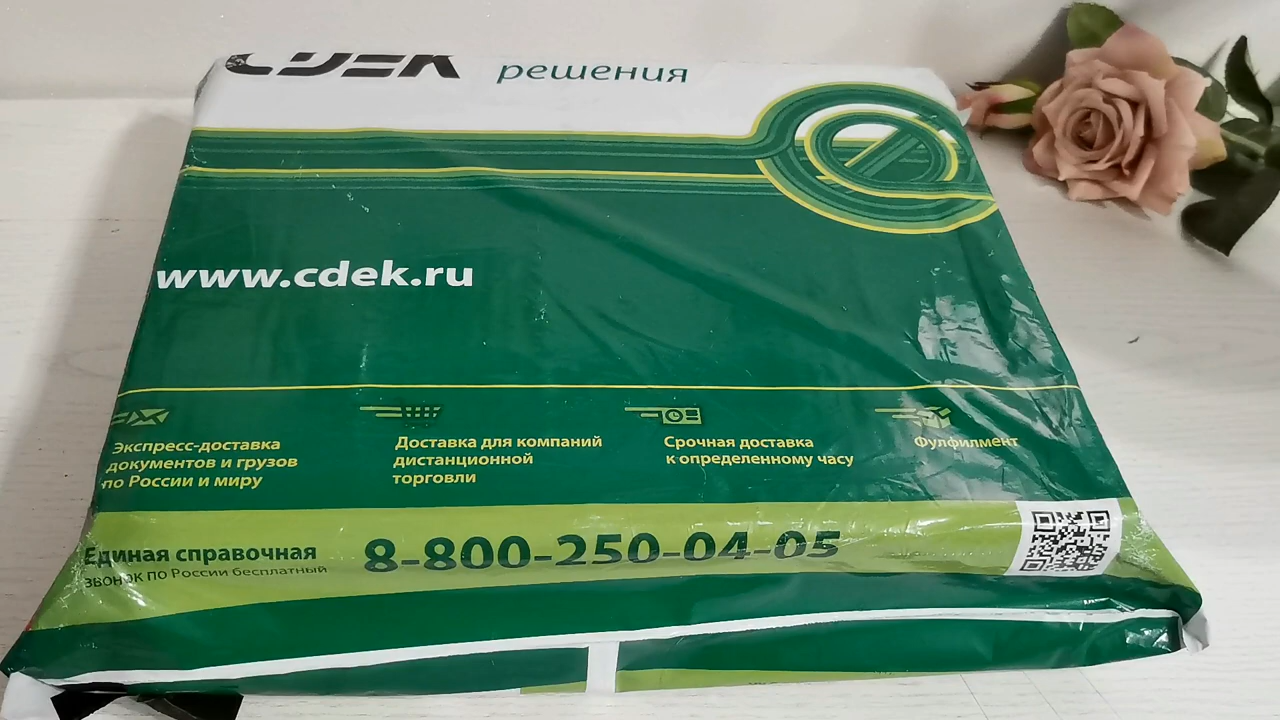 CDEK решения
www.cdek.ru
Экспресс-доставка
документов и грузов
по России и миру
Доставка для компаний
дистанционной
торговли
Срочная доставка
к определенному часу
Фулфилмент
Единая справочная
звонок по России бесплатный
8-800-250-04-05